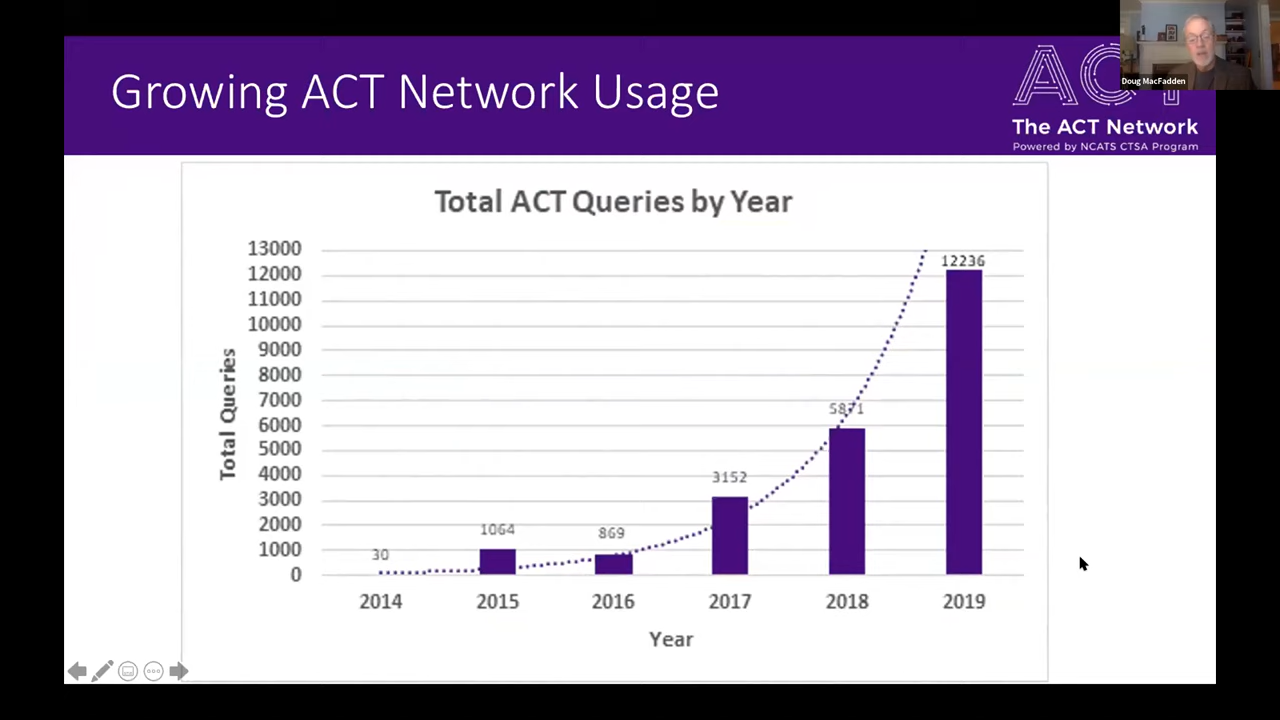 Growing ACT Network Usage
ACT
The ACT Network
Powered by NCATS CTSA Program
Doug MacFadden
Total ACT Queries by Year
13000
12000
11000
10000
9000
8000
7000
6000
5000
4000
3000
2000
1000
0
Total Queries
30
1064
869
3152
5871
12236
2014 2015 2016 2017 2018 2019
Year